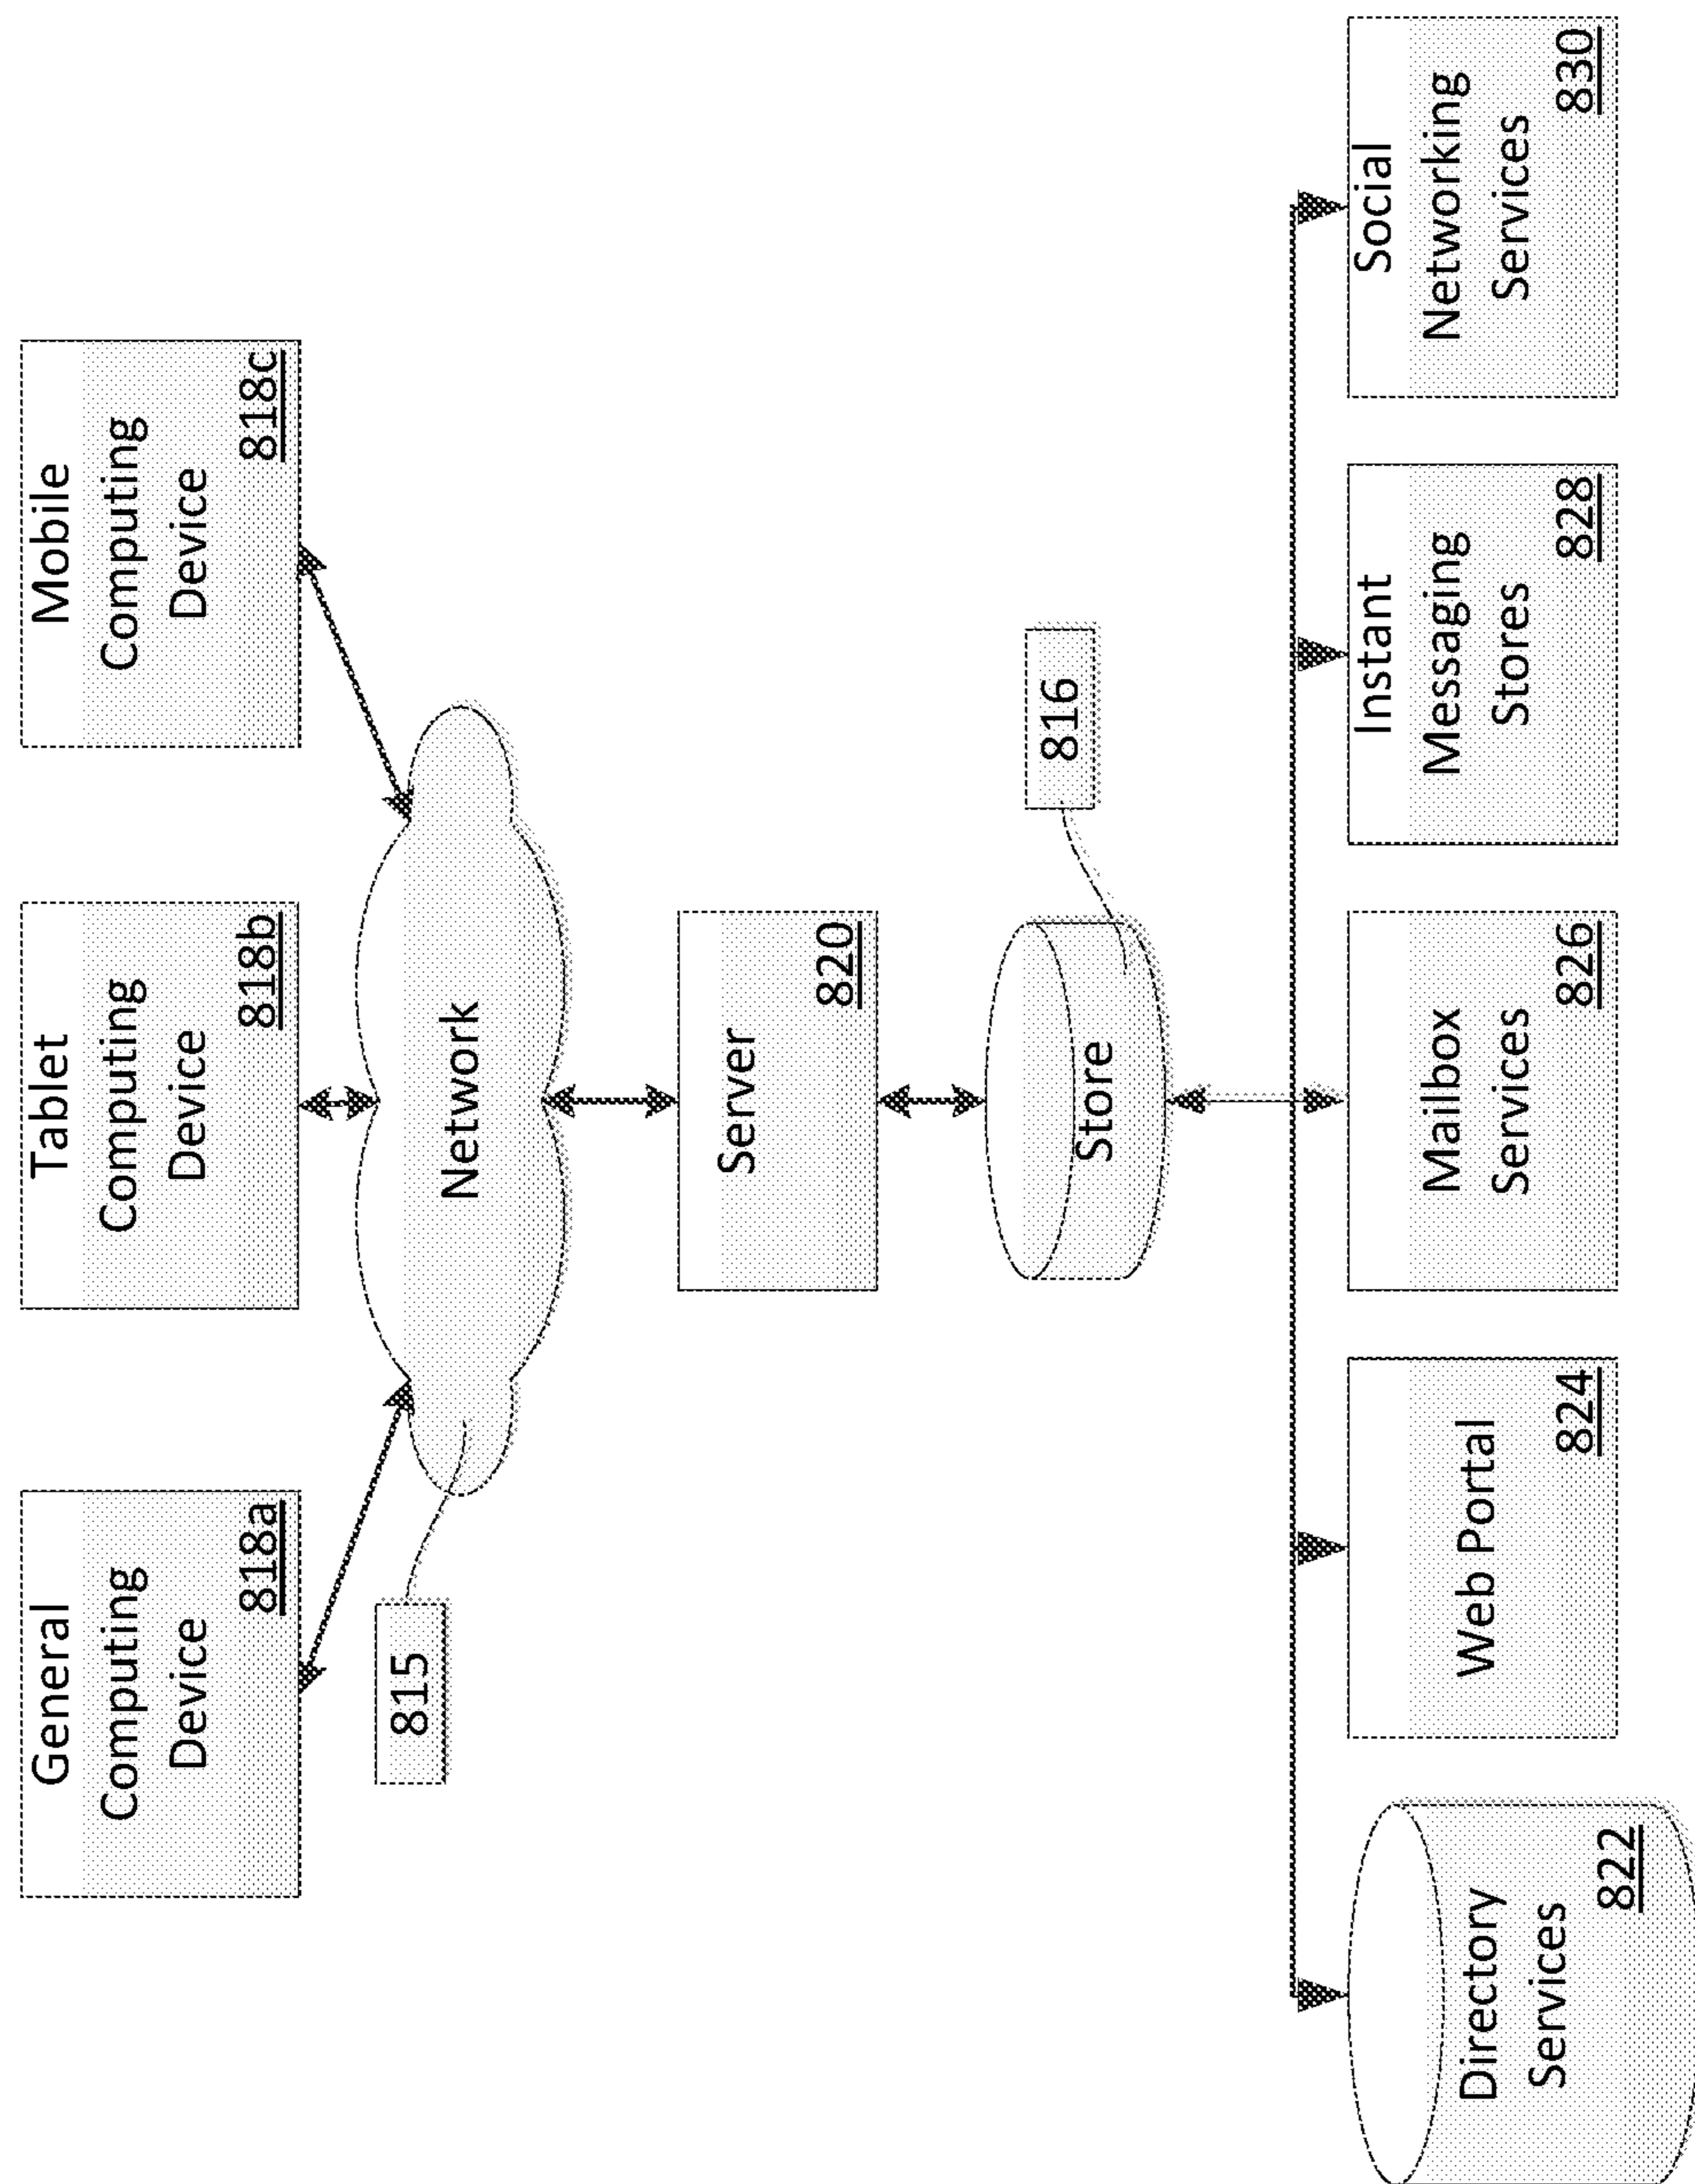 General
Computing
Device
818a
Tablet
Computing
Device
818b
Mobile
Computing
Device
818c
815
Network
Server
820
Store
816
Directory
Services
822
Web Portal
824
Mailbox
Services
826
Instant
Messaging
Stores
828
Social
Networking
Services
830